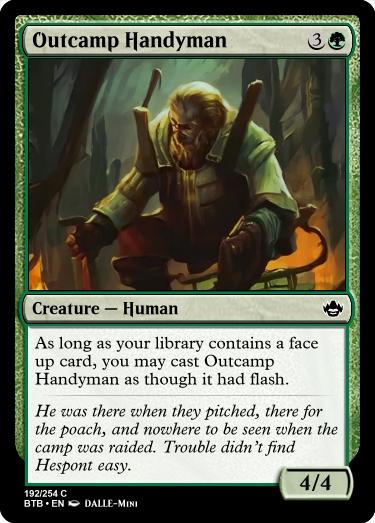 Outcamp Handyman 3
Creature — Human
As long as your library contains a face
up card, you may cast Outcamp
Handyman as though it had flash.
He was there when they pitched, there for
the poach, and nowhere to be seen when the
camp was raided. Trouble didn't find
Hespont easy.
4/4
192/254 C
BTB • EN DALLE-Mini